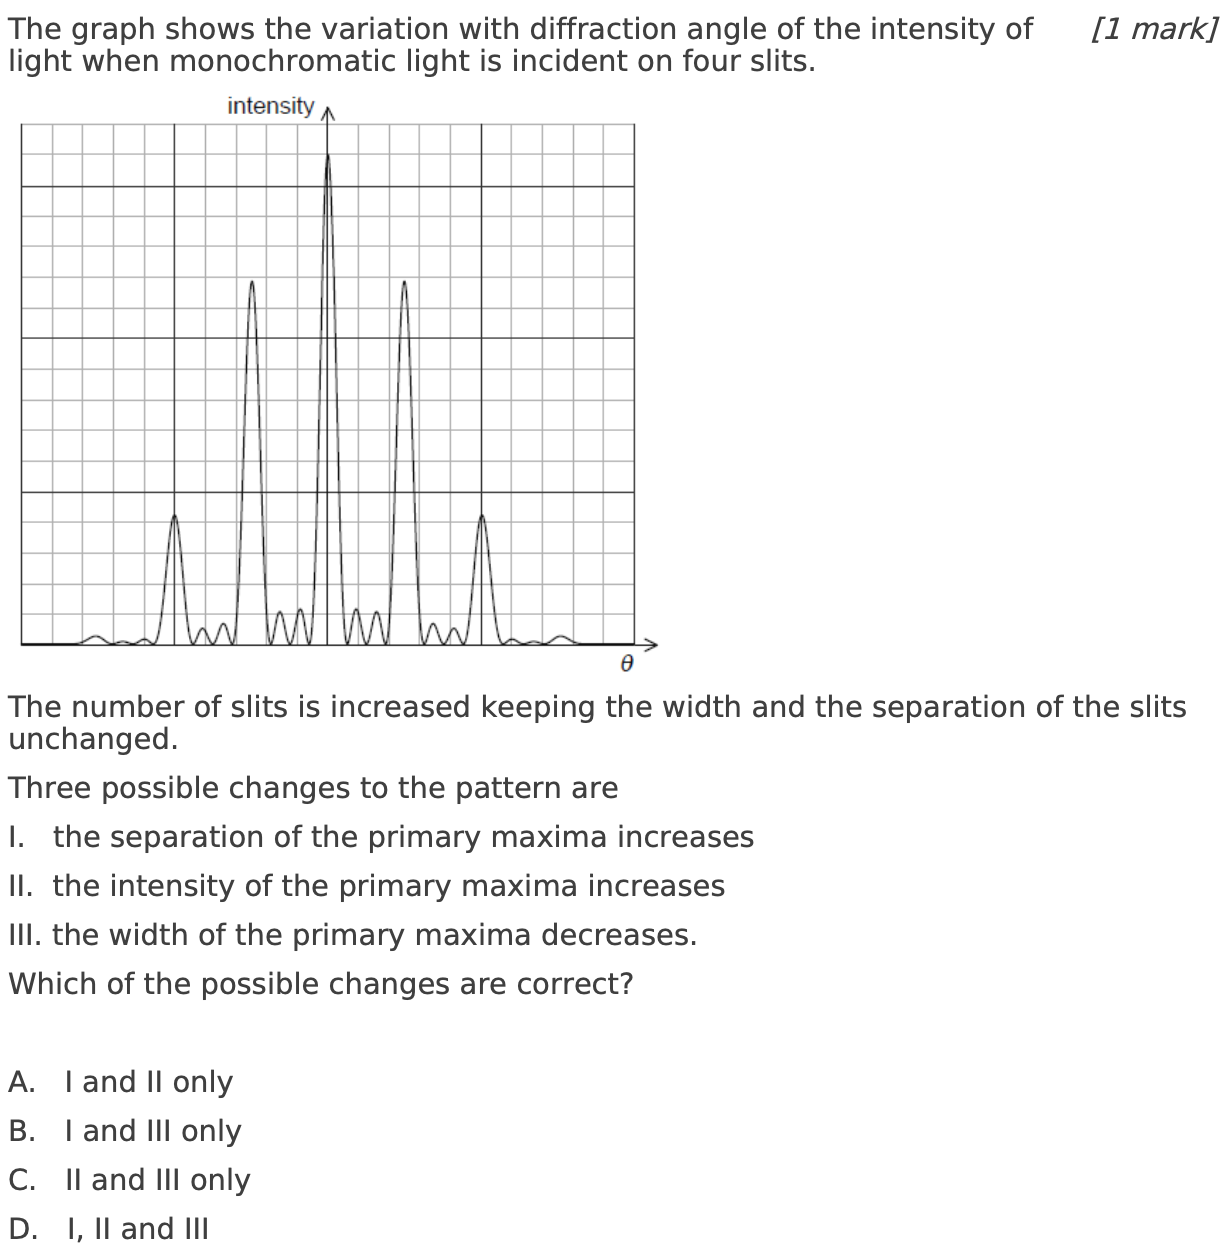 The graph shows the variation with diffraction angle of the intensity of [1 mark]
light when monochromatic light is incident on four slits.
intensity
θ
The number of slits is increased keeping the width and the separation of the slits
unchanged.
Three possible changes to the pattern are
I. the separation of the primary maxima increases
II. the intensity of the primary maxima increases
III. the width of the primary maxima decreases.
Which of the possible changes are correct?
A. I and II only
B. I and III only
C. II and III only
D. I, II and III